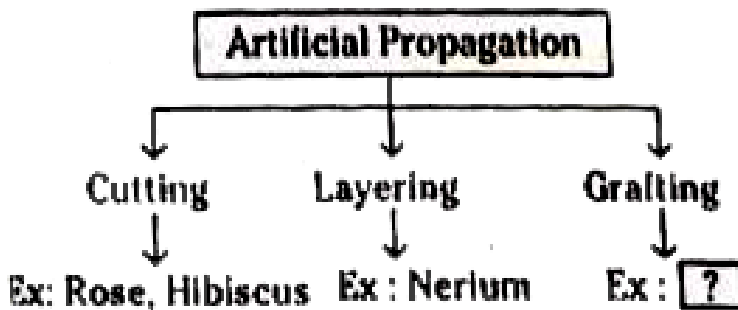 Artificial Propagation
Cutting Layering Grafting
Ex: Rose, Hibiscus Ex : Nerium Ex : ?